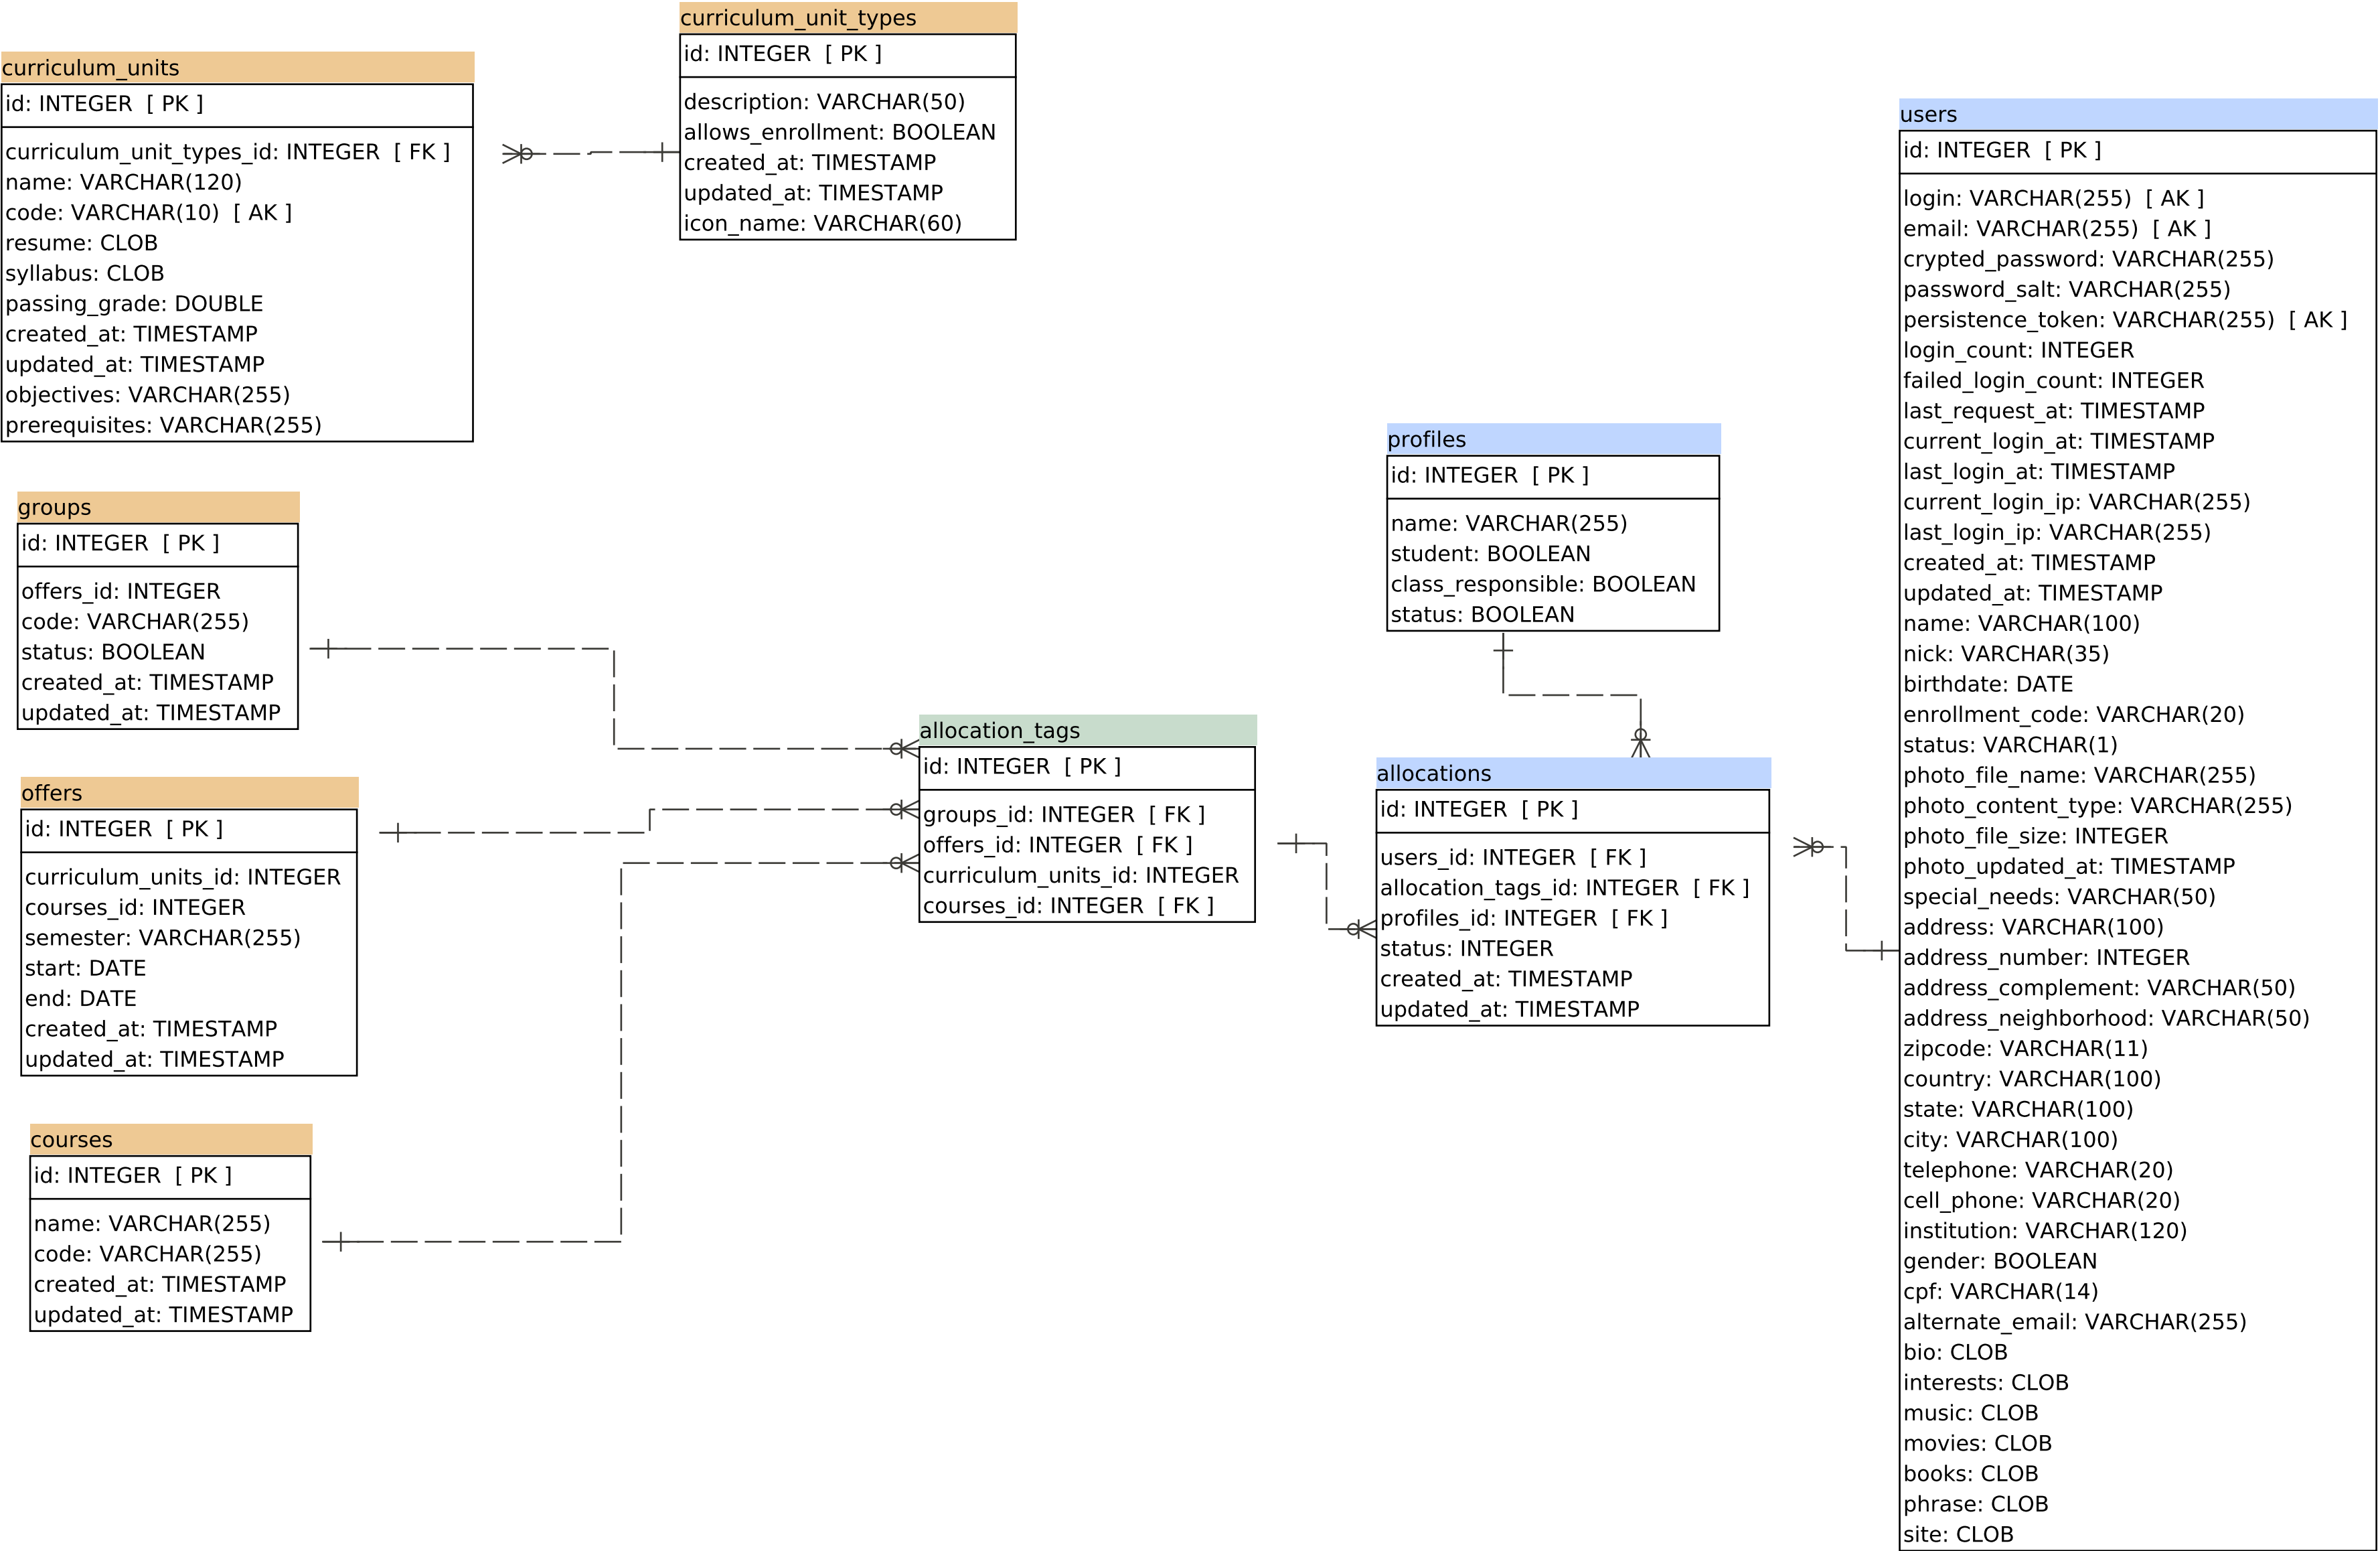 curriculum_unit_types
id: INTEGER [ PK ]
description: VARCHAR(50)
allows_enrollment: BOOLEAN
created_at: TIMESTAMP
updated_at: TIMESTAMP
icon_name: VARCHAR(60)
curriculum_units
id: INTEGER [ PK ]
curriculum_unit_types_id: INTEGER [ FK ]
name: VARCHAR(120)
code: VARCHAR(10) [ AK ]
resume: CLOB
syllabus: CLOB
passing_grade: DOUBLE
created_at: TIMESTAMP
updated_at: TIMESTAMP
objectives: VARCHAR(255)
prerequisites: VARCHAR(255)
groups
id: INTEGER [ PK ]
offers_id: INTEGER
code: VARCHAR(255)
status: BOOLEAN
created_at: TIMESTAMP
updated_at: TIMESTAMP
offers
id: INTEGER [ PK ]
curriculum_units_id: INTEGER
courses_id: INTEGER
semester: VARCHAR(255)
start: DATE
end: DATE
created_at: TIMESTAMP
updated_at: TIMESTAMP
courses
id: INTEGER [ PK ]
name: VARCHAR(255)
code: VARCHAR(255)
created_at: TIMESTAMP
updated_at: TIMESTAMP
allocation_tags
id: INTEGER [ PK ]
groups_id: INTEGER [ FK ]
offers_id: INTEGER [ FK ]
curriculum_units_id: INTEGER
courses_id: INTEGER [ FK ]
profiles
id: INTEGER [ PK ]
name: VARCHAR(255)
student: BOOLEAN
class_responsible: BOOLEAN
status: BOOLEAN
allocations
id: INTEGER [ PK ]
users_id: INTEGER [ FK ]
allocation_tags_id: INTEGER [ FK ]
profiles_id: INTEGER [ FK ]
status: INTEGER
created_at: TIMESTAMP
updated_at: TIMESTAMP
users
id: INTEGER [ PK ]
login: VARCHAR(255) [ AK ]
email: VARCHAR(255) [ AK ]
crypted_password: VARCHAR(255)
password_salt: VARCHAR(255)
persistence_token: VARCHAR(255) [ AK ]
login_count: INTEGER
failed_login_count: INTEGER
last_request_at: TIMESTAMP
current_login_at: TIMESTAMP
last_login_at: TIMESTAMP
current_login_ip: VARCHAR(255)
last_login_ip: VARCHAR(255)
created_at: TIMESTAMP
updated_at: TIMESTAMP
name: VARCHAR(100)
nick: VARCHAR(35)
birthdate: DATE
enrollment_code: VARCHAR(20)
status: VARCHAR(1)
photo_file_name: VARCHAR(255)
photo_content_type: VARCHAR(255)
photo_file_size: INTEGER
photo_updated_at: TIMESTAMP
special_needs: VARCHAR(50)
address: VARCHAR(100)
address_number: INTEGER
address_complement: VARCHAR(50)
address_neighborhood: VARCHAR(50)
zipcode: VARCHAR(11)
country: VARCHAR(100)
state: VARCHAR(100)
city: VARCHAR(100)
telephone: VARCHAR(20)
cell_phone: VARCHAR(20)
institution: VARCHAR(120)
gender: BOOLEAN
cpf: VARCHAR(14)
alternate_email: VARCHAR(255)
bio: CLOB
interests: CLOB
music: CLOB
movies: CLOB
books: CLOB
phrase: CLOB
site: CLOB